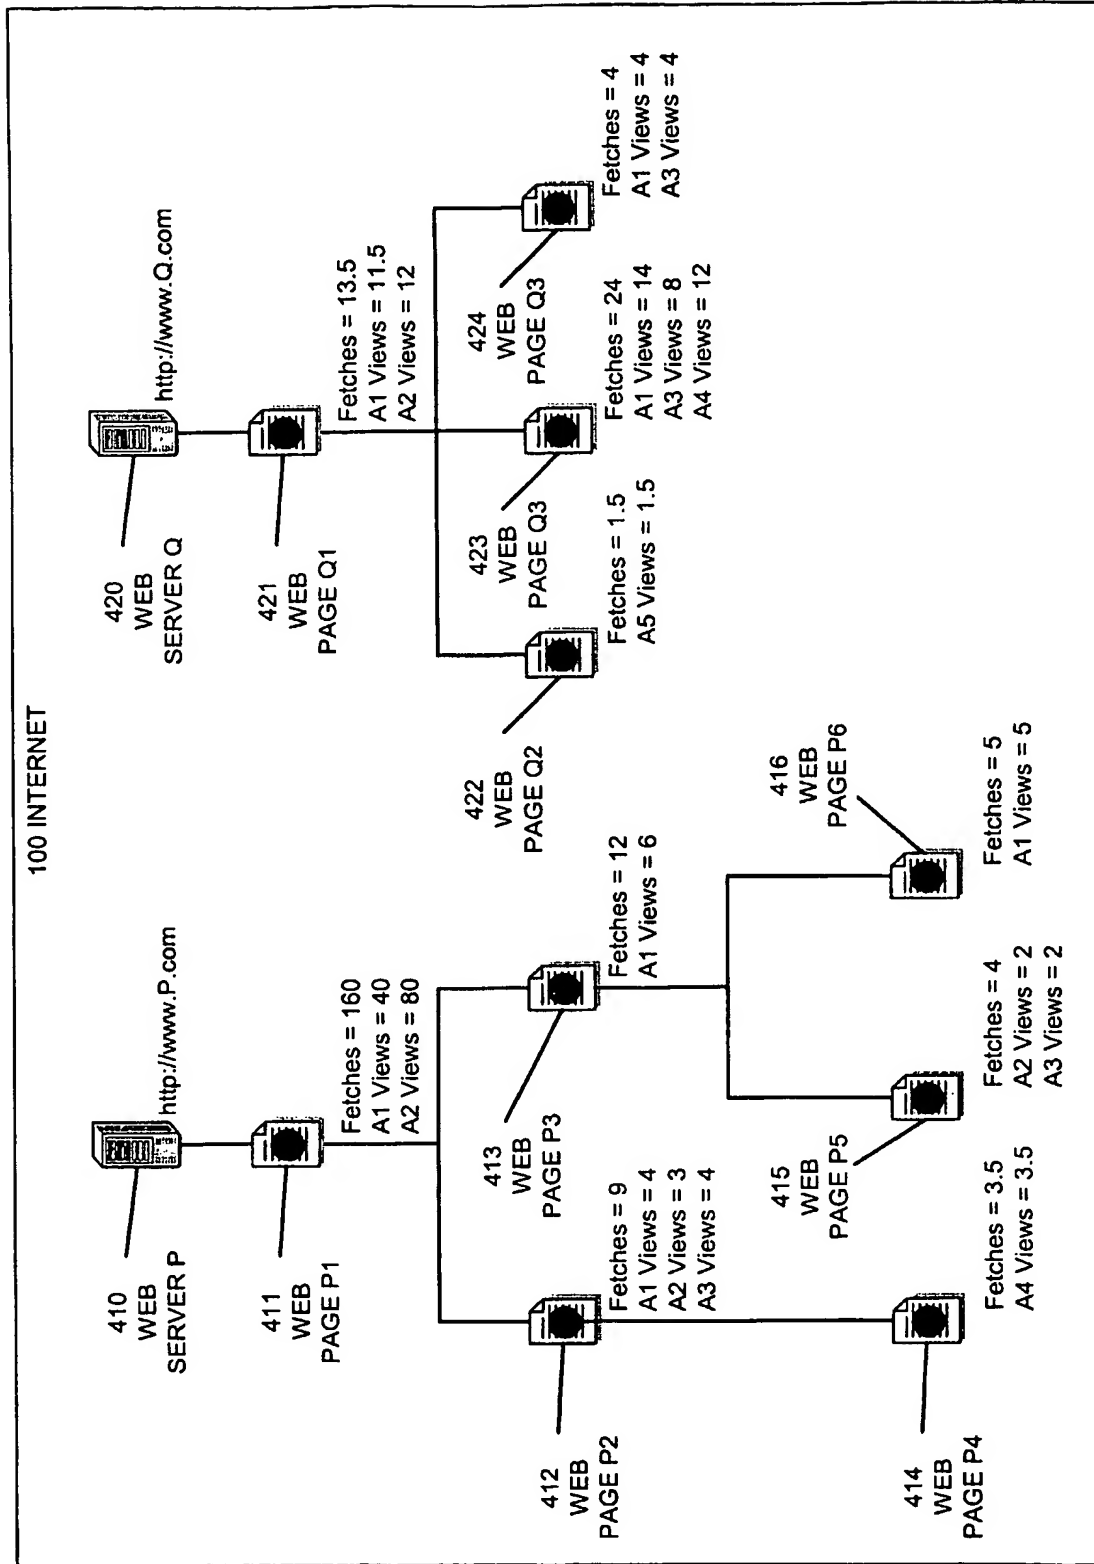 100 INTERNET
410
WEB
SERVER P
http://www.P.com
411
WEB
PAGE P1
Fetches = 160
A1 Views = 40
A2 Views = 80
412
WEB
PAGE P2
Fetches = 9
A1 Views = 4
A2 Views = 3
A3 Views = 4
413
WEB
PAGE P3
Fetches = 12
A1 Views = 6
414
WEB
PAGE P4
Fetches = 3.5
A4 Views = 3.5
415
WEB
PAGE P5
Fetches = 4
A2 Views = 2
A3 Views = 2
416
WEB
PAGE P6
Fetches = 5
A1 Views = 5
420
WEB
SERVER Q
http://www.Q.com
421
WEB
PAGE Q1
Fetches = 13.5
A1 Views = 11.5
A2 Views = 12
422
WEB
PAGE Q2
Fetches = 1.5
A5 Views = 1.5
423
WEB
PAGE Q3
Fetches = 24
A1 Views = 14
A3 Views = 8
A4 Views = 12
424
WEB
PAGE Q3
Fetches = 4
A1 Views = 4
A3 Views = 4